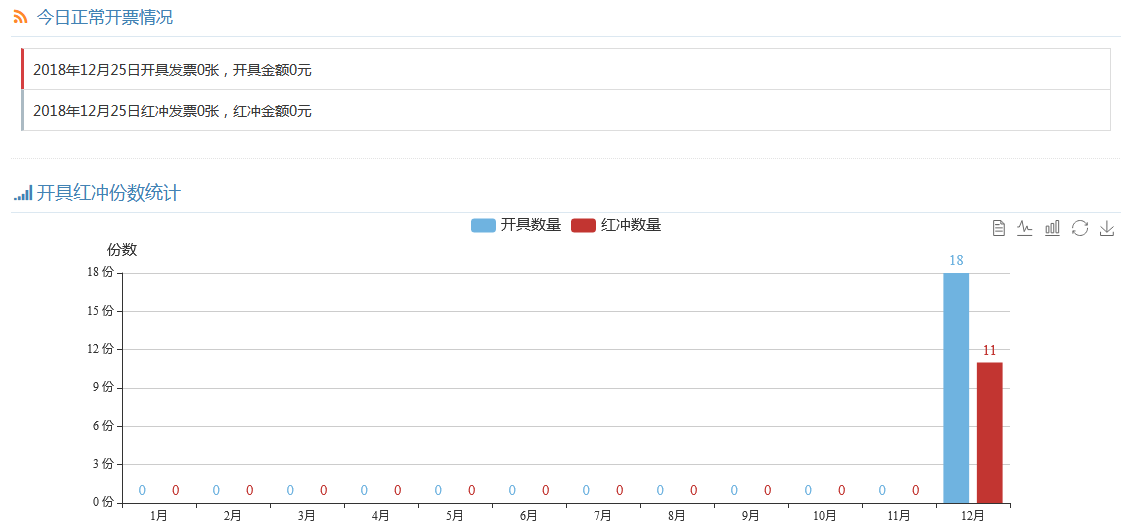 今日正常开票情况
2018年12月25日开具发票0张，开具金额0元
2018年12月25日红冲发票0张，红冲金额0元
开具红冲份数统计
开具数量 红冲数量
份数
18 份
15 份
12 份
9 份
6 份
3 份
0 份
18
11
0 0 0 0 0 0 0 0 0 0 0 0 0 0 0 0 0 0 0 0 0 0
1月 2月 3月 4月 5月 6月 7月 8月 9月 10月 11月 12月